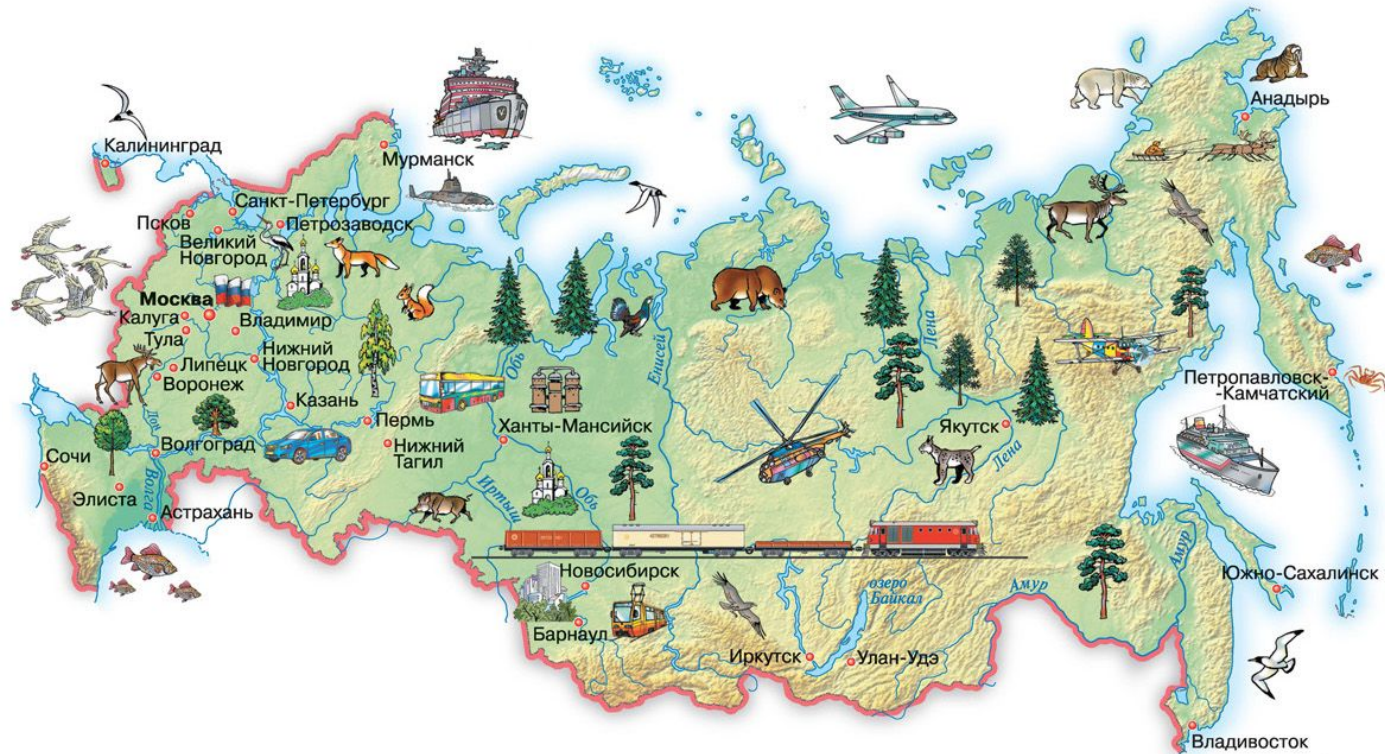 Анадырь
Калининград
Мурманск
Санкт-Петербург
Псков
Петрозаводск
Великий
Новгород
Москва
Калуга
Владимир
Тула
Нижний
Новгород
Липецк
Воронеж
Казань
Обь
Енисей
Лена
Петропавловск-
-Камчатский
Дон
Пермь
Ханты-Мансийск
Якутск
Волгоград
Нижний
Тагил
Лена
Сочи
Волга
Элиста
Астрахань
Иртыш
Обь
Амур
Новосибирск
озеро
Байкал
Амур
Южно-Сахалинск
Барнаул
Иркутск
Улан-Удэ
Владивосток